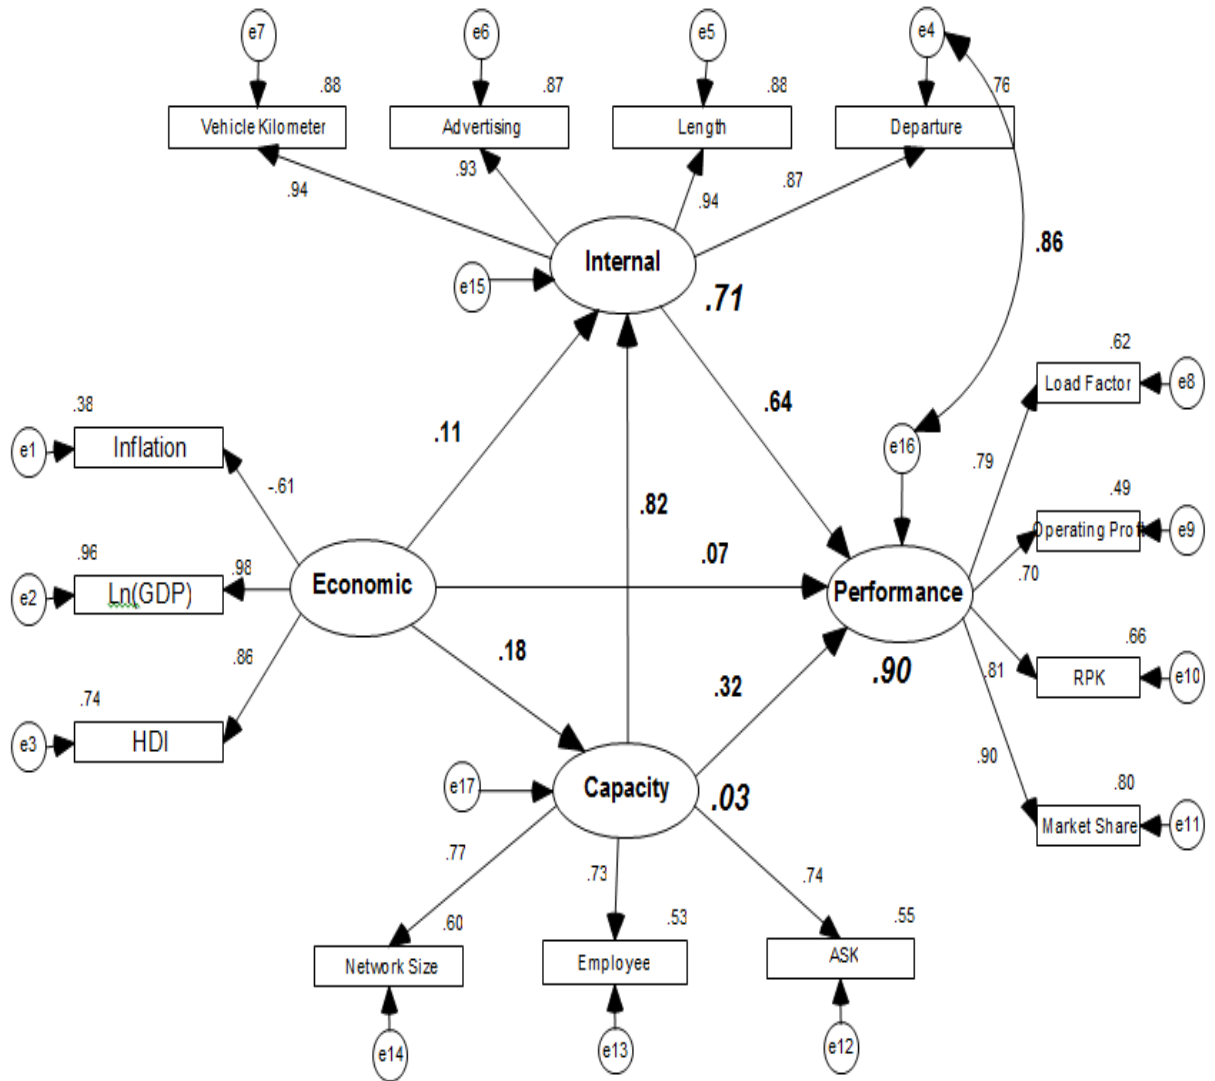 e7
e6
e5
e4
.88
.87
.88
.76
Vehicle Kilometer
Advertising
Length
Departure
.94
.93
.94
.87
.86
Internal
e15
.71
.62
Load Factor
e8
.38
e1
Inflation
.11
.64
e16
.79
-.61
.82
.49
Operating Profi
e9
.96
.98
e2
Ln(GDP)
Economic
.07
Performance
.70
.86
.18
.32
.90
.66
.81
RPK
e10
.74
e3
HDI
.90
e17
Capacity
.03
.80
Market Share
e11
.77
.73
.74
.60
.53
.55
Network Size
Employee
ASK
e14
e13
e12